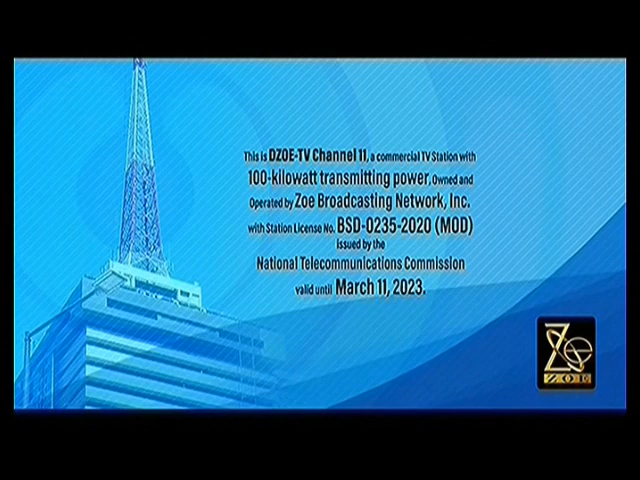 This is DZOE-TV Channel 11, a commercial TV Station with
100-kilowatt transmitting power, Owned and
Operated by Zoe Broadcasting Network, Inc.
with Station License No. BSD-0235-2020 (MOD)
issued by the
National Telecommunications Commission
valid until March 11, 2023.
Zoe
ZOE